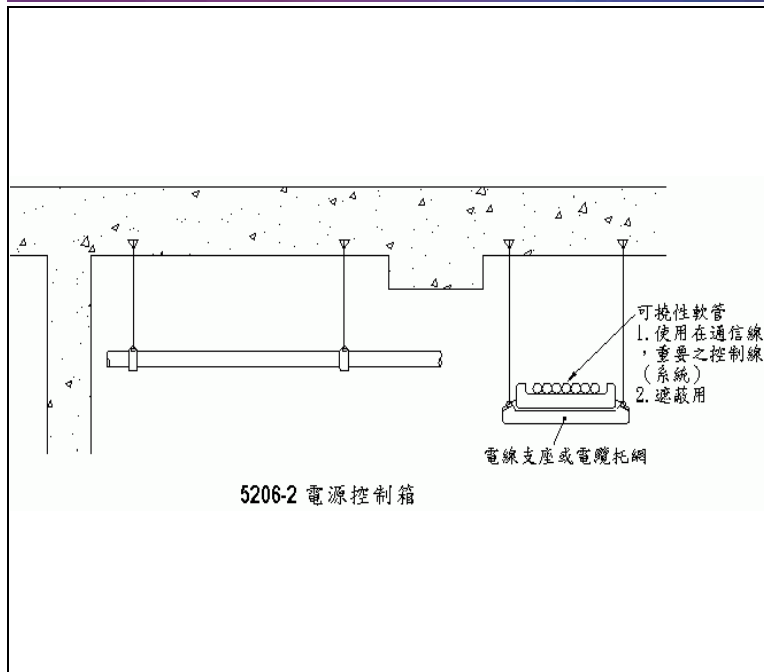 可撓性軟管
1. 使用在通信線
，重要之控制線
（系統）
2. 遮蔽用
電線支座或電纜托網
5206-2 電源控制箱